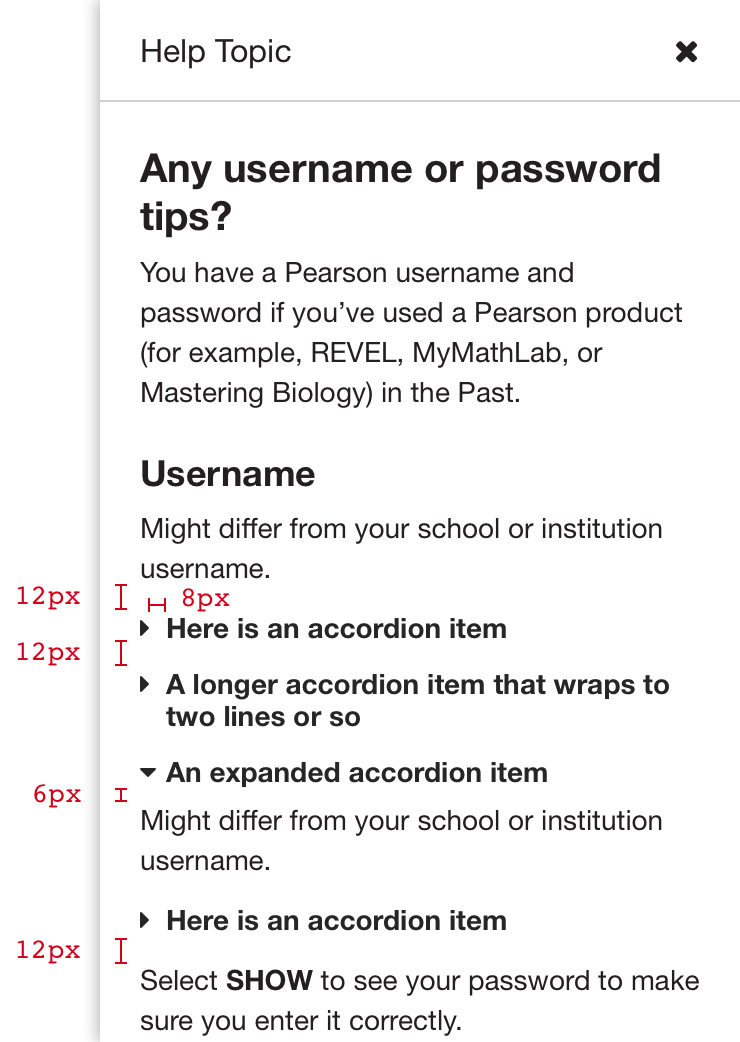 Help Topic
Any username or password
tips?
You have a Pearson username and
password if you’ve used a Pearson product
(for example, REVEL, MyMathLab, or
Mastering Biology) in the Past.
Username
Might differ from your school or institution
username.
12px
8px
Here is an accordion item
12px
A longer accordion item that wraps to
two lines or so
An expanded accordion item
6px
Might differ from your school or institution
username.
Here is an accordion item
12px
Select SHOW to see your password to make
sure you enter it correctly.